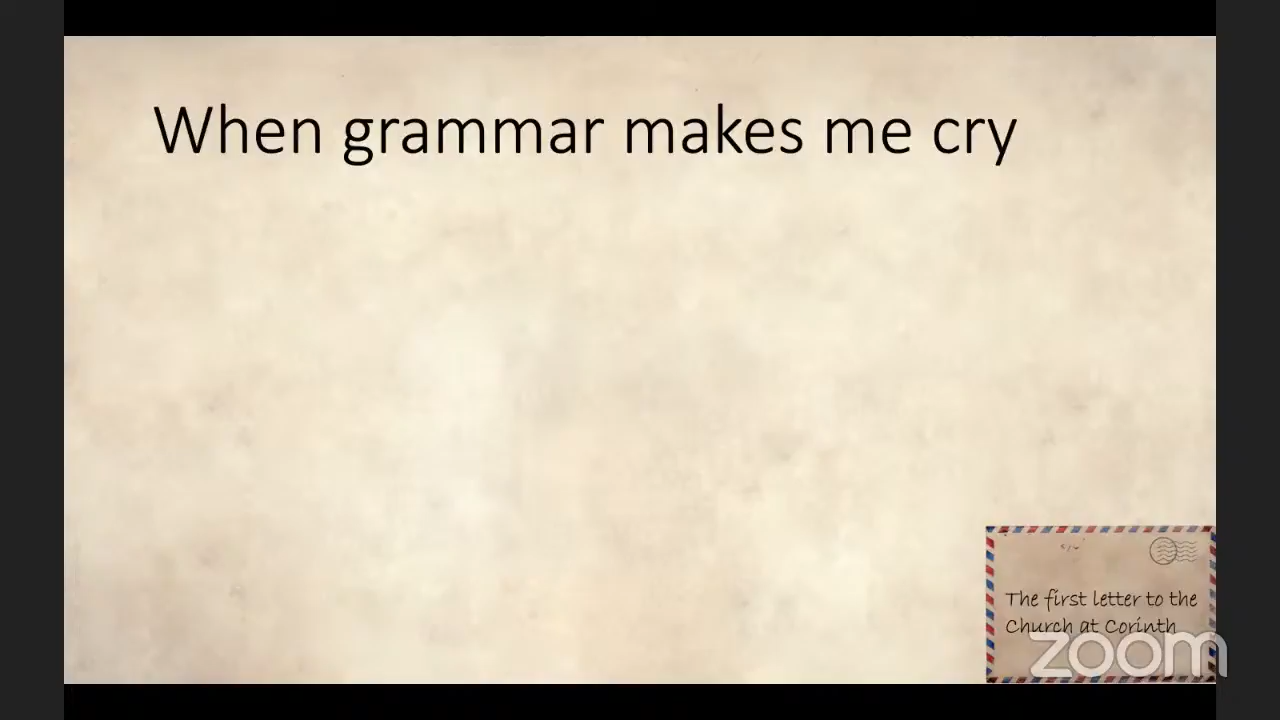 When grammar makes me cry
The first letter to the
Church at Corinth
zoom